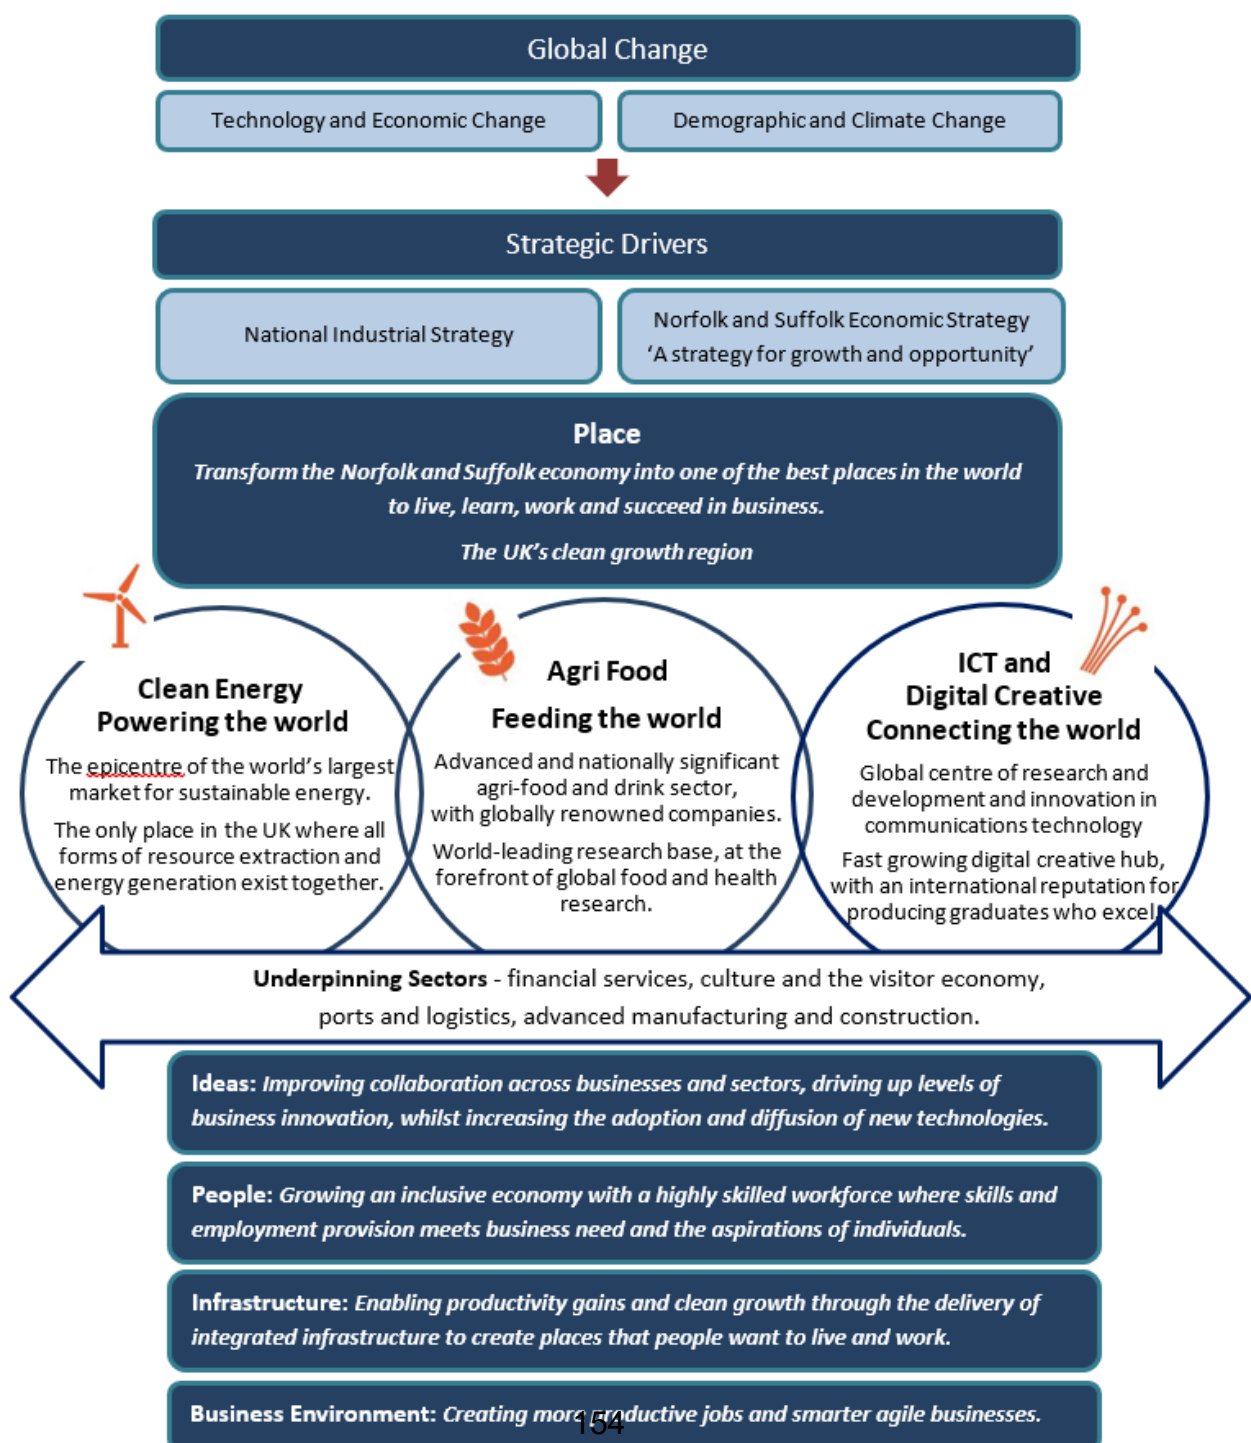 Global Change
Technology and Economic Change
Demographic and Climate Change
Strategic Drivers
National Industrial Strategy
Norfolk and Suffolk Economic Strategy
‘A strategy for growth and opportunity’
Place
Transform the Norfolk and Suffolk economy into one of the best places in the world
to live, learn, work and succeed in business.
The UK’s clean growth region
Clean Energy
Powering the world
The epicentre of the world’s largest
market for sustainable energy.
The only place in the UK where all
forms of resource extraction and
energy generation exist together.
Agri Food
Feeding the world
Advanced and nationally significant
agri-food and drink sector,
with globally renowned companies.
World-leading research base, at the
forefront of global food and health
research.
ICT and
Digital Creative
Connecting the world
Global centre of research and
development and innovation in
communications technology
Fast growing digital creative hub,
with an international reputation for
producing graduates who excel.
Underpinning Sectors - financial services, culture and the visitor economy,
ports and logistics, advanced manufacturing and construction.
Ideas: Improving collaboration across businesses and sectors, driving up levels of
business innovation, whilst increasing the adoption and diffusion of new technologies.
People: Growing an inclusive economy with a highly skilled workforce where skills and
employment provision meets business need and the aspirations of individuals.
Infrastructure: Enabling productivity gains and clean growth through the delivery of
integrated infrastructure to create places that people want to live and work.
Business Environment: Creating more productive jobs and smarter agile businesses.
154